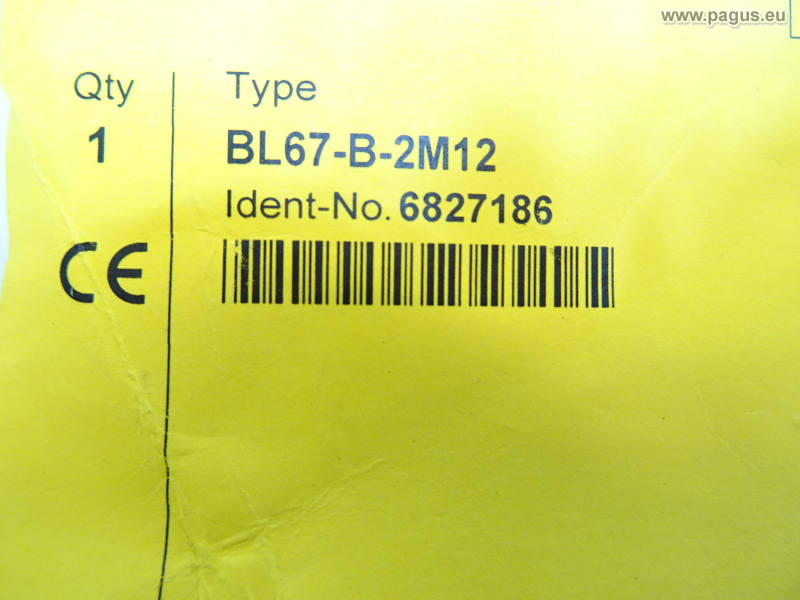 www.pagus.eu
Qty Type
1 BL67-B-2M12
Ident-No. 6827186
CE